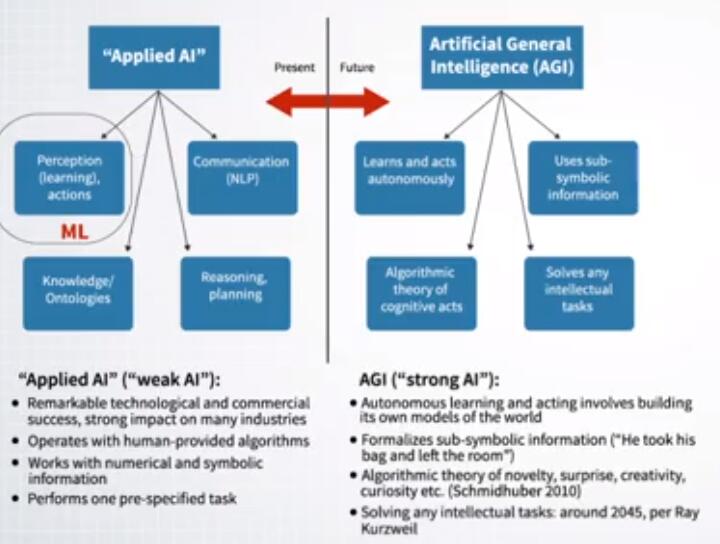 "Applied AI"
Present
Future
Artificial General
Intelligence (AGI)
Perception
(learning),
actions
ML
Communication
(NLP)
Knowledge/
Ontologies
Reasoning,
planning
Learns and acts
autonomously
Uses sub-
symbolic
information
Algorithmic
theory of
cognitive acts
Solves any
intellectual
tasks
"Applied AI" ("weak AI"):
• Remarkable technological and commercial
success, strong impact on many industries
• Operates with human-provided algorithms
• Works with numerical and symbolic
information
• Performs one pre-specified task
AGI ("strong AI"):
• Autonomous learning and acting involves building
its own models of the world
• Formalizes sub-symbolic information ("He took his
bag and left the room")
• Algorithmic theory of novelty, surprise, creativity,
curiosity etc. (Schmidhuber 2010)
• Solving any intellectual tasks: around 2045, per Ray
Kurzweil